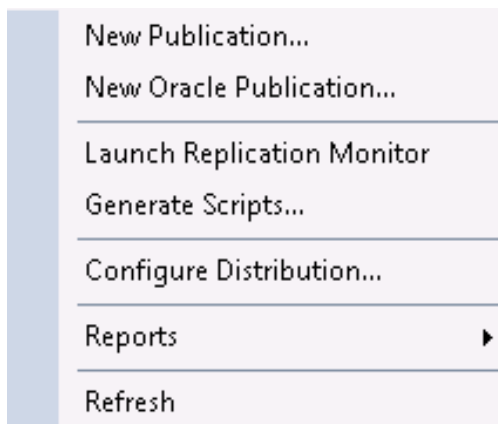 New Publication...
New Oracle Publication...
Launch Replication Monitor
Generate Scripts...
Configure Distribution...
Reports
Refresh